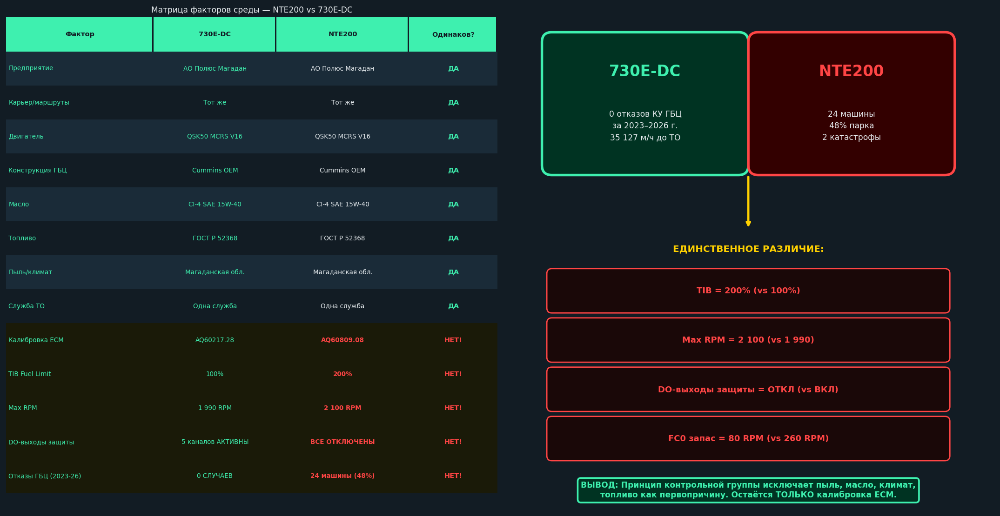 Матрица факторов среды — NTE200 vs 730E-DC
Фактор 730E-DC NTE200 Одинаков?
Предприятие АО Полюс Магадан АО Полюс Магадан ДА
Карьер/маршруты Тот же Тот же ДА
Двигатель QSK50 MCRS V16 QSK50 MCRS V16 ДА
Конструкция ГБЦ Cummins OEM Cummins OEM ДА
Масло CI-4 SAE 15W-40 CI-4 SAE 15W-40 ДА
Топливо ГОСТ Р 52368 ГОСТ Р 52368 ДА
Пыль/климат Магаданская обл. Магаданская обл. ДА
Служба ТО Одна служба Одна служба ДА
Калибровка ECM AQ60217.28 AQ60809.08 НЕТ!
TIB Fuel Limit 100% 200% НЕТ!
Max RPM 1 990 RPM 2 100 RPM НЕТ!
DO-выходы защиты 5 каналов АКТИВНЫ ВСЕ ОТКЛЮЧЕНЫ НЕТ!
Отказы ГБЦ (2023-26) 0 СЛУЧАЕВ 24 машины (48%) НЕТ!
730E-DC
0 отказов КУ ГБЦ
за 2023–2026 г.
35 127 м/ч до ТО
NTE200
24 машины
48% парка
2 катастрофы
ЕДИНСТВЕННОЕ РАЗЛИЧИЕ:
TIB = 200% (vs 100%)
Max RPM = 2 100 (vs 1 990)
DO-выходы защиты = ОТКЛ (vs ВКЛ)
FC0 запас = 80 RPM (vs 260 RPM)
ВЫВОД: Принцип контрольной группы исключает пыль, масло, климат,
топливо как первопричину. Остаётся ТОЛЬКО калибровка ECM.